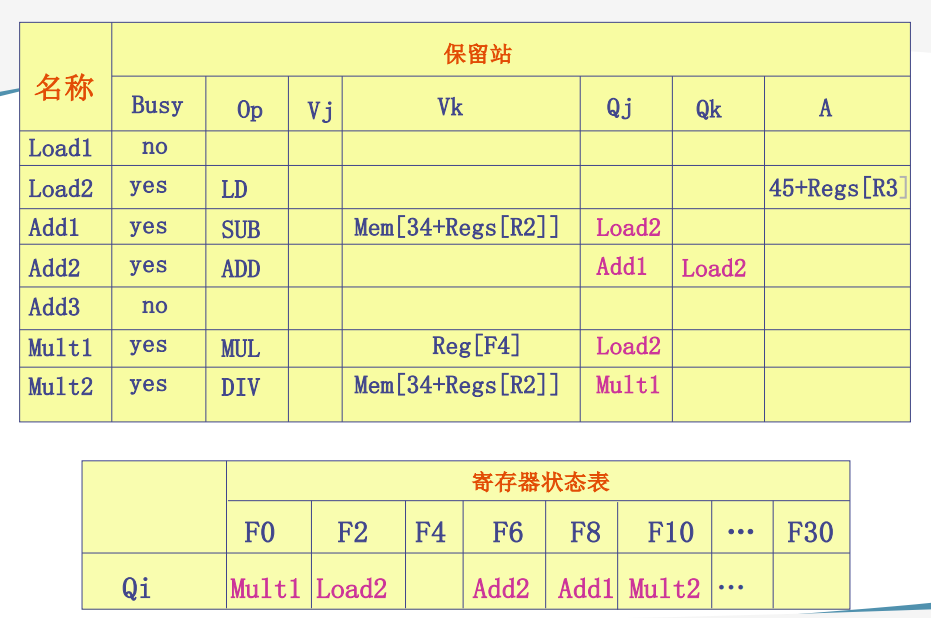 保留站
名称 Busy Op Vj Vk Qj Qk A
Load1 no
Load2 yes LD 45+Regs[R3]
Add1 yes SUB Mem[34+Regs[R2]] Load2
Add2 yes ADD Add1 Load2
Add3 no
Mult1 yes MUL Reg[F4] Load2
Mult2 yes DIV Mem[34+Regs[R2]] Mult1
寄存器状态表
F0 F2 F4 F6 F8 F10 … F30
Qi Mult1 Load2 Add2 Add1 Mult2 …